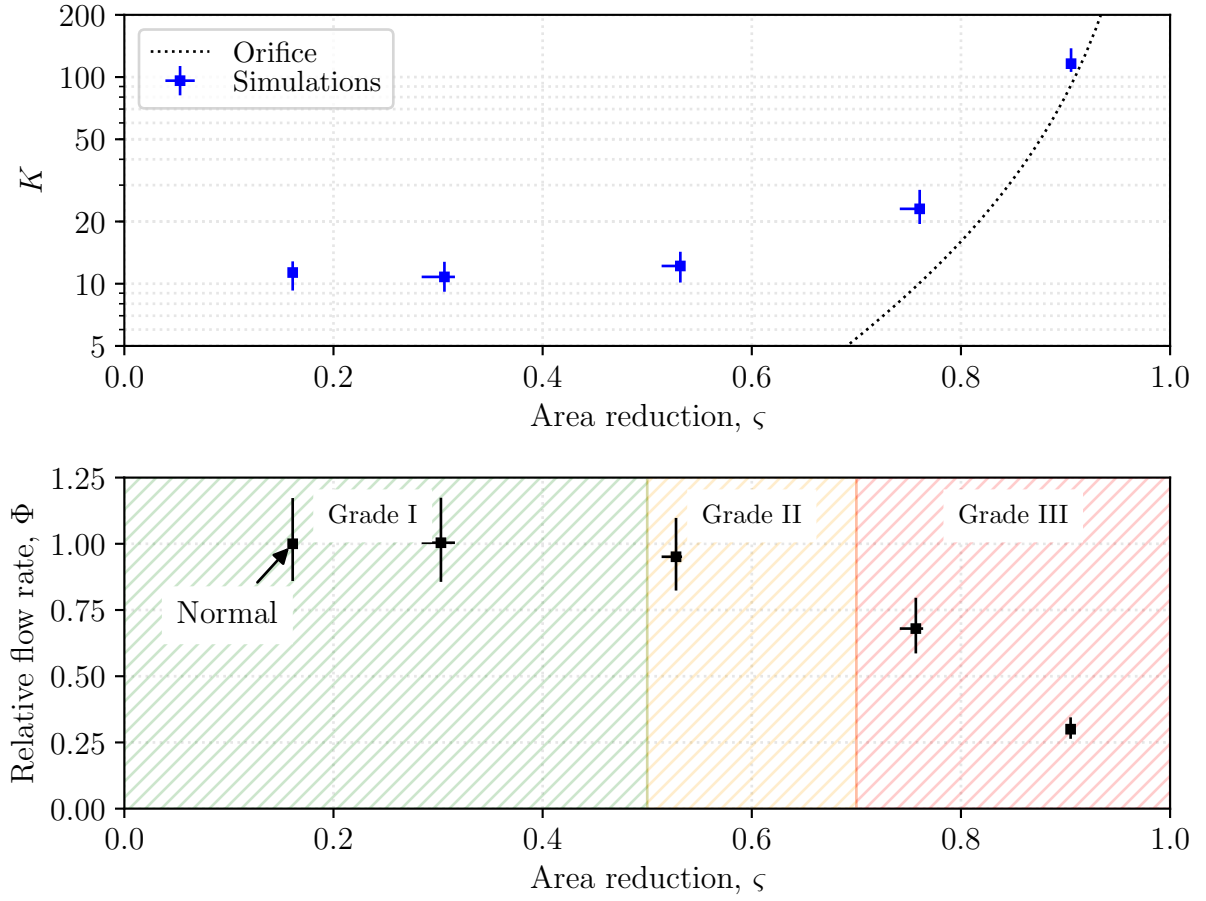 200
100
50
20
10
5
K
Orifice
Simulations
0.0 0.2 0.4 0.6 0.8 1.0
Area reduction, ς
1.25
1.00
0.75
0.50
0.25
0.00
Relative flow rate, Φ
Grade I
Grade II
Grade III
Normal
0.0 0.2 0.4 0.6 0.8 1.0
Area reduction, ς